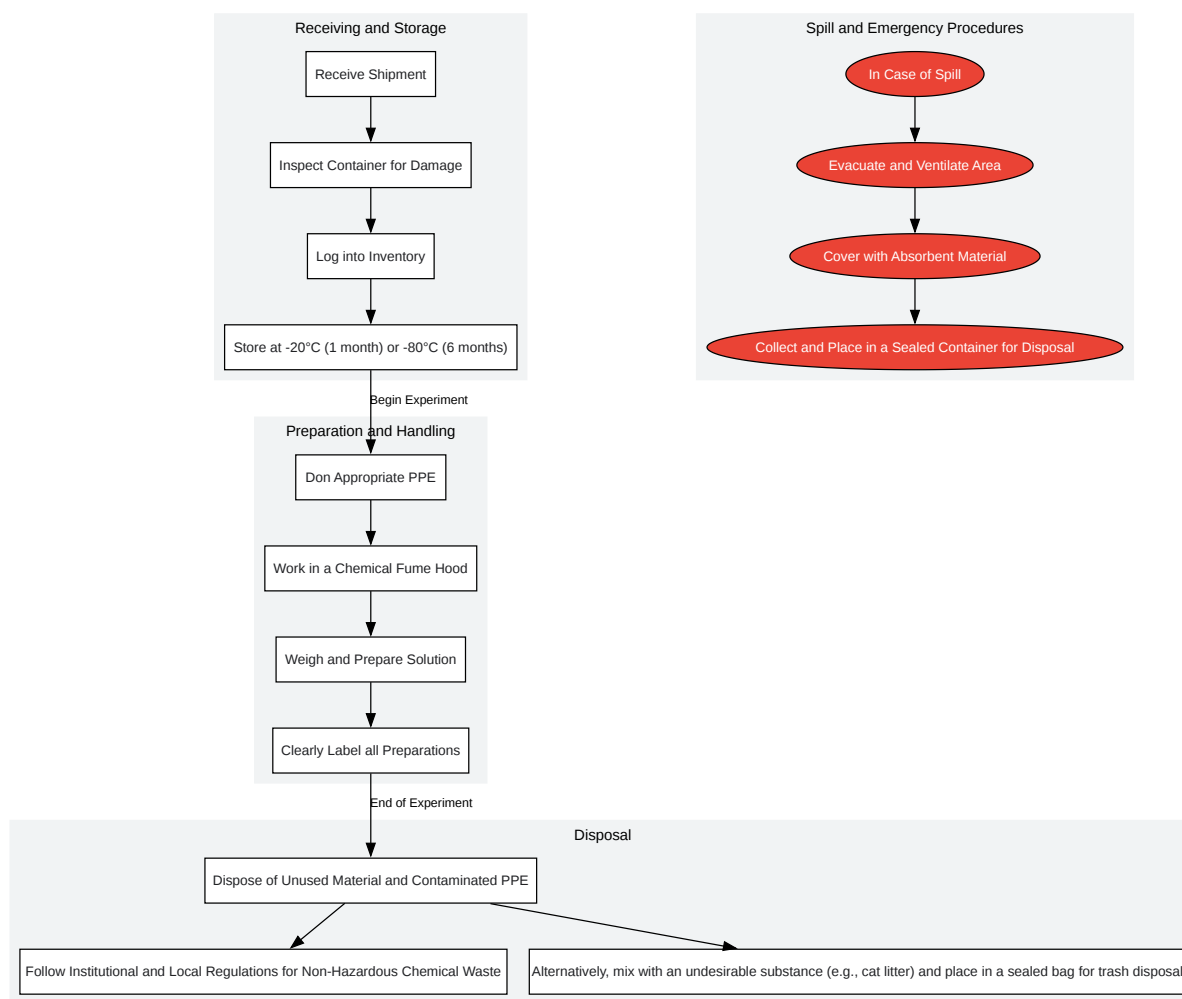 Receiving and Storage
Receive Shipment
Inspect Container for Damage
Log into Inventory
Store at -20°C (1 month) or -80°C (6 months)
Begin Experiment
Preparation and Handling
Don Appropriate PPE
Work in a Chemical Fume Hood
Weigh and Prepare Solution
Clearly Label all Preparations
End of Experiment
Disposal
Dispose of Unused Material and Contaminated PPE
Follow Institutional and Local Regulations for Non-Hazardous Chemical Waste
Alternatively, mix with an undesirable substance (e.g., cat litter) and place in a sealed bag for trash disposal
Spill and Emergency Procedures
In Case of Spill
Evacuate and Ventilate Area
Cover with Absorbent Material
Collect and Place in a Sealed Container for Disposal